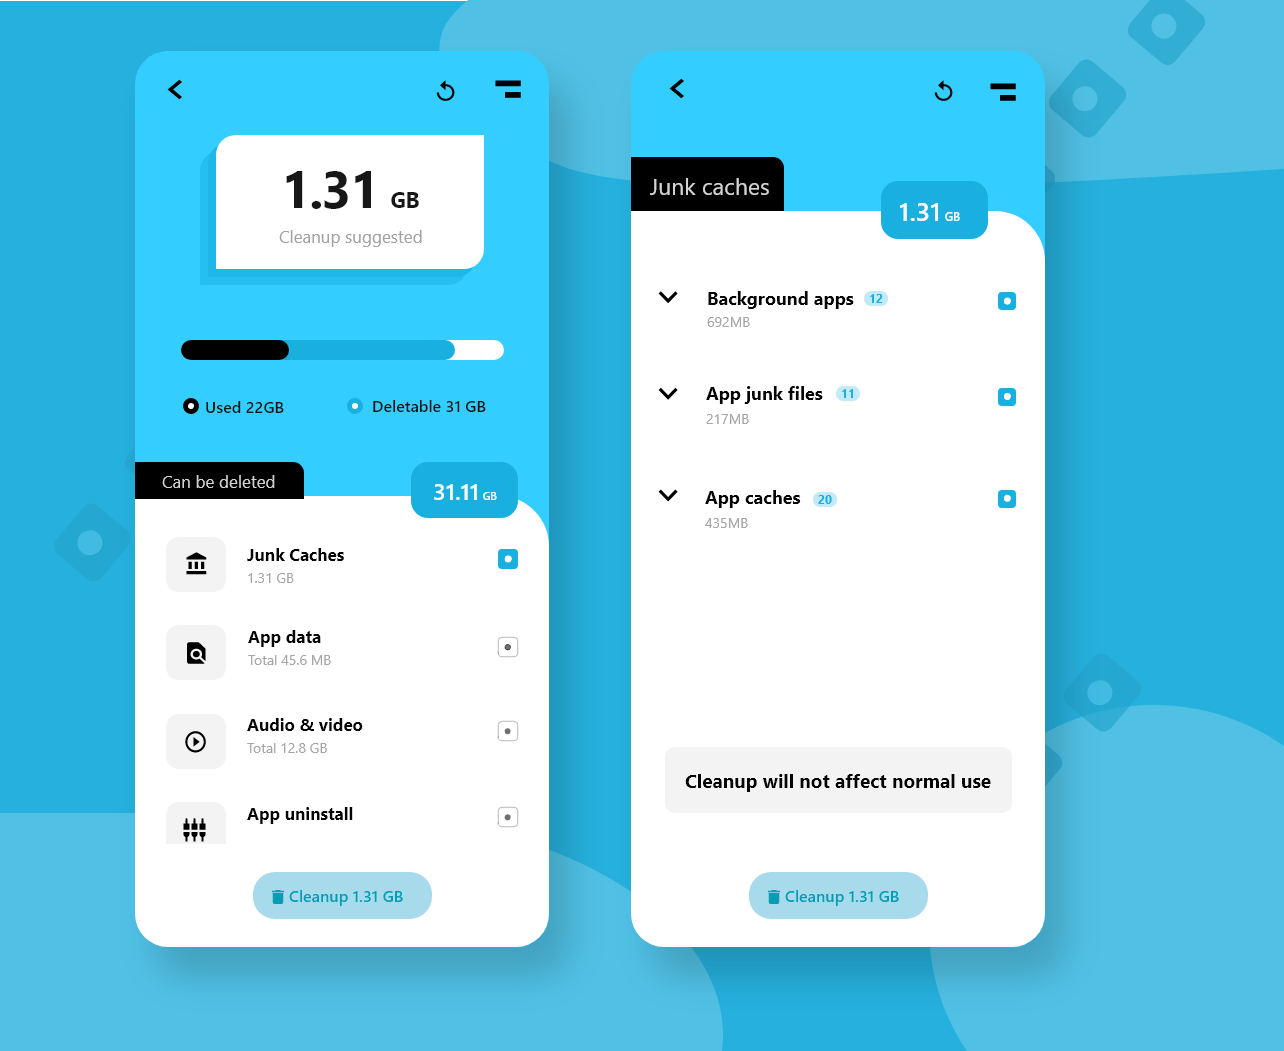 1.31 GB
Cleanup suggested
Used 22GB
Deletable 31 GB
Can be deleted
31.11 GB
Junk Caches
1.31 GB
App data
Total 45.6 MB
Audio & video
Total 12.8 GB
App uninstall
Cleanup 1.31 GB
Junk caches
1.31 GB
Background apps 12
692MB
App junk files 11
217MB
App caches 20
435MB
Cleanup will not affect normal use
Cleanup 1.31 GB